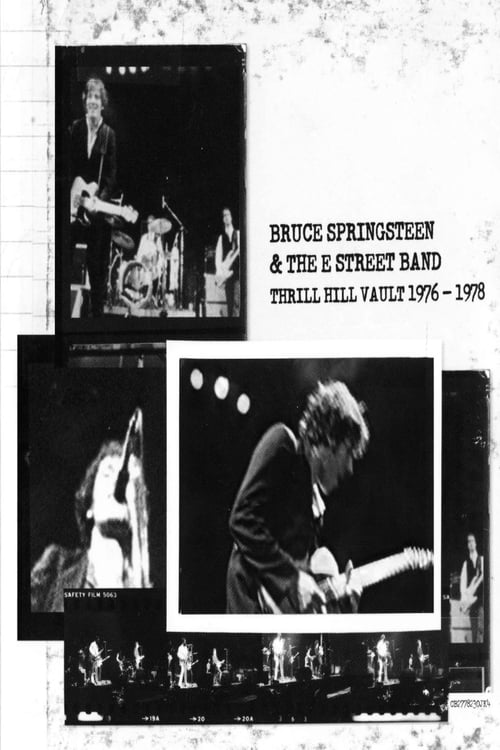 BRUCE SPRINGSTEEN
& THE E STREET BAND
THRILL HILL VAULT 1976 – 1978
SAFETY FILM 5063
→19A
→20
→20A